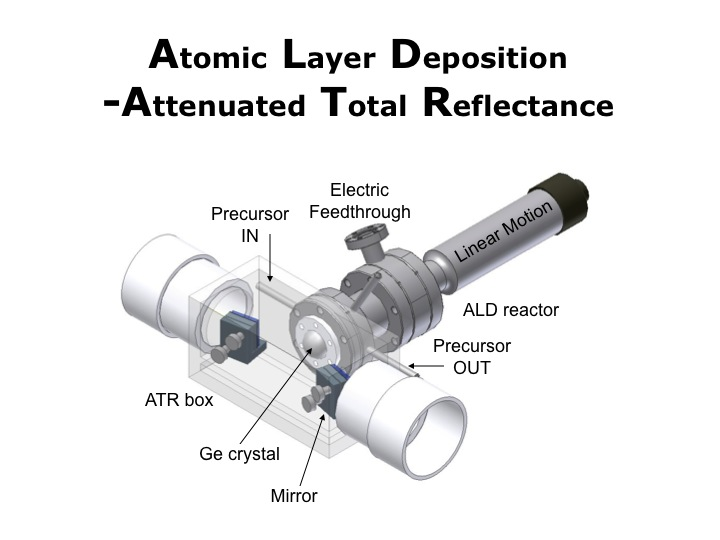 Atomic Layer Deposition
-Attenuated Total Reflectance
Electric
Feedthrough
Precursor
IN
Linear Motion
ALD reactor
Precursor
OUT
ATR box
Ge crystal
Mirror